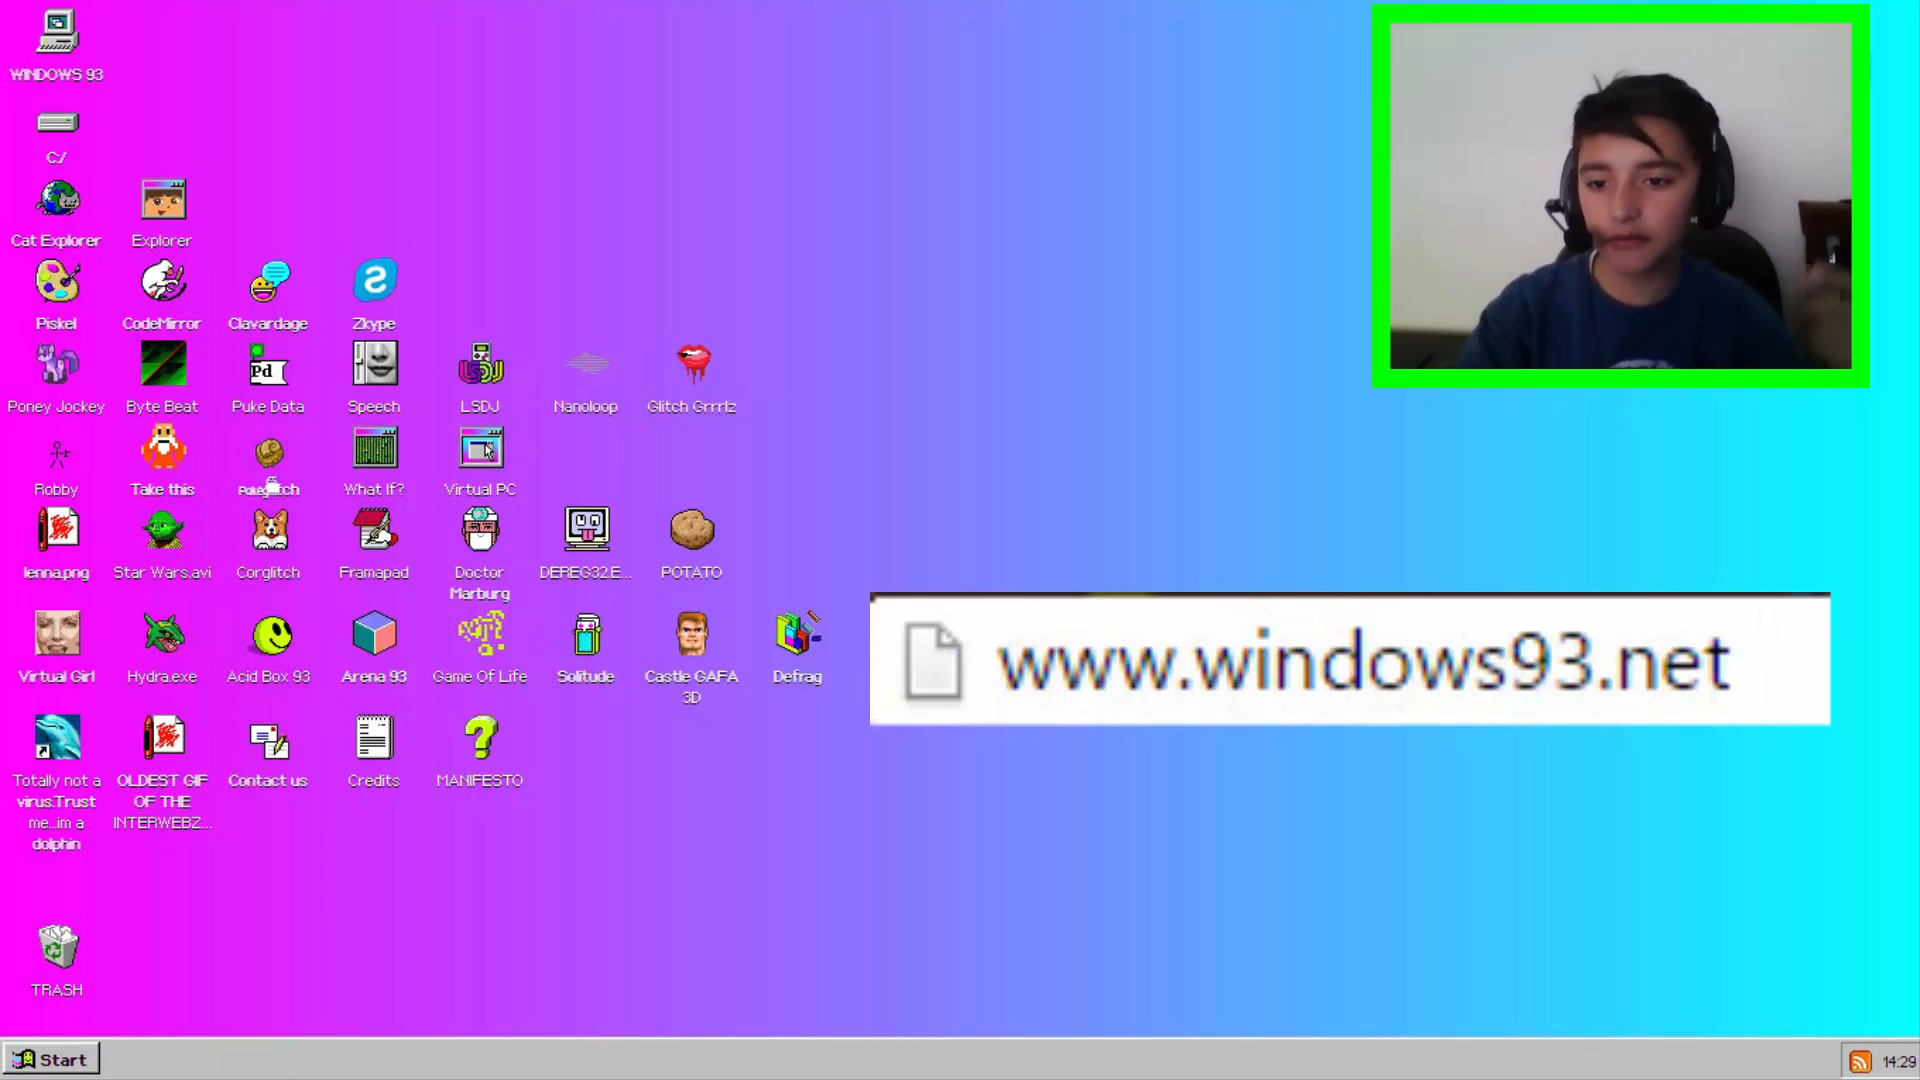 WINDOWS 93
C:/
Cat Explorer
Explorer
Piskel
CodeMirror
Clavardage
Zkype
Pd
Poney Jockey
Byte Beat
Puke Data
Speech
LSDJ
Nanoloop
Glitch Grrrlz
Robby
Take this
What If?
Virtual PC
lenna.png
Star Wars.avi
Corglitch
Framapad
Doctor
Marburg
DEREG32.E...
POTATO
Virtual Girl
Hydra.exe
Acid Box 93
Arena 93
Game Of Life
Solitude
Castle GAFA
3D
Defrag
www.windows93.net
Totally not a
virus.Trust
me...im a
dolphin
OLDEST GIF
OF THE
INTERWEBZ...
Contact us
Credits
MANIFESTO
TRASH
Start
14:29